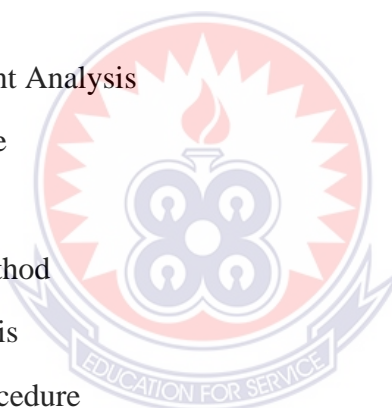 nt Analysis
e
thod
is
EDUCATION FOR SERVICE
cedure